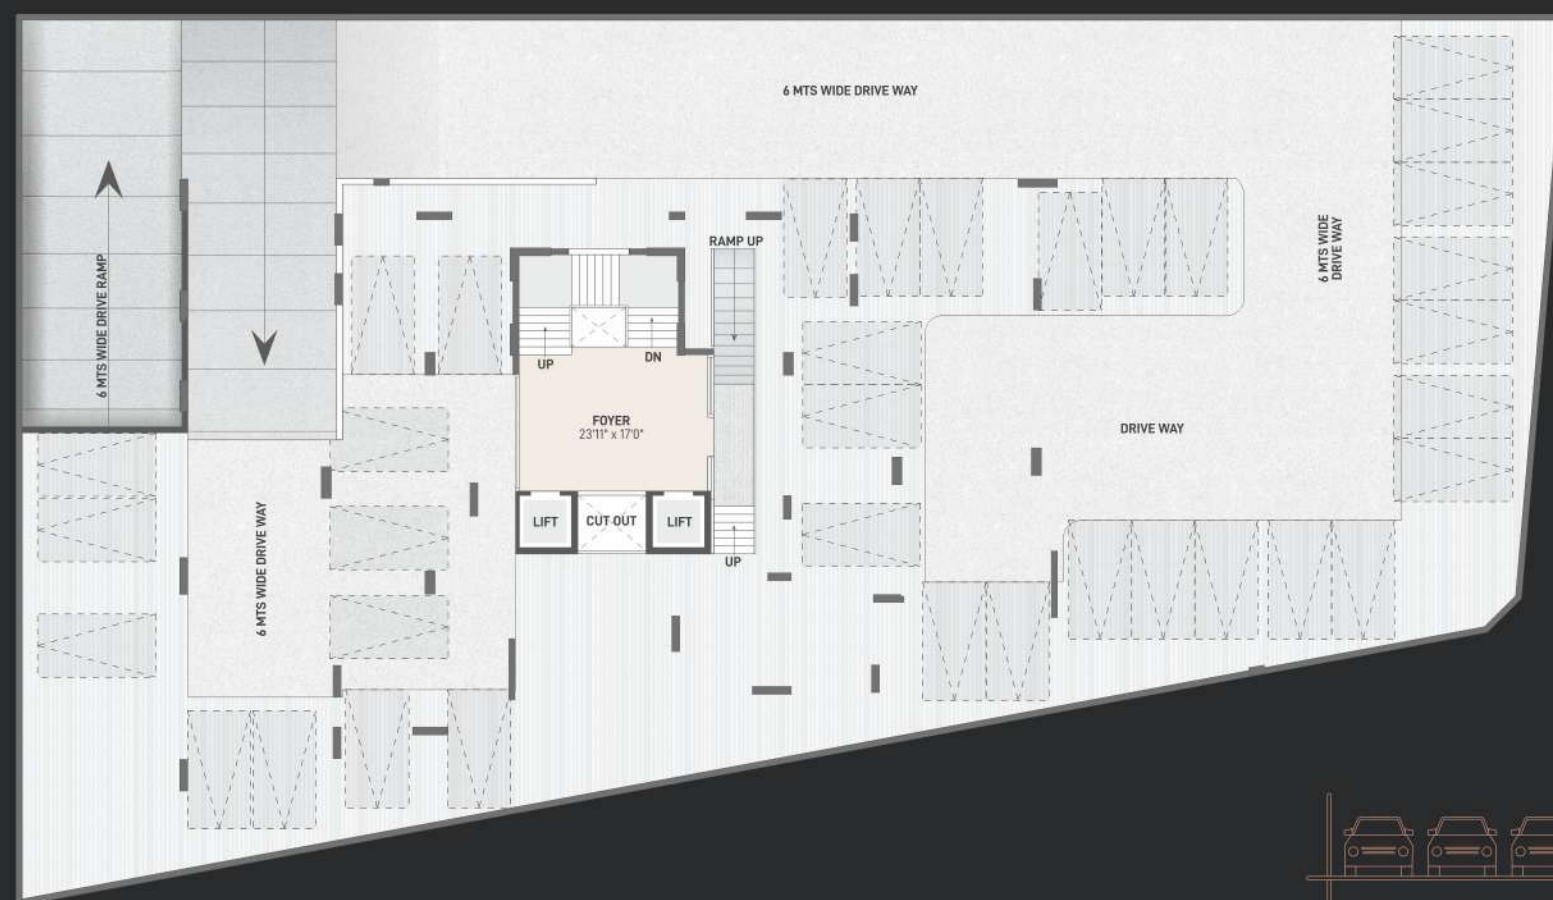 6 MTS WIDE DRIVE WAY
6 MTS WIDE
DRIVE WAY
RAMP UP
6 MTS WIDE DRIVE RAMP
UP
DN
FOYER
23'11" x 17'0"
DRIVE WAY
LIFT
CUT OUT
LIFT
UP
6 MTS WIDE DRIVE WAY